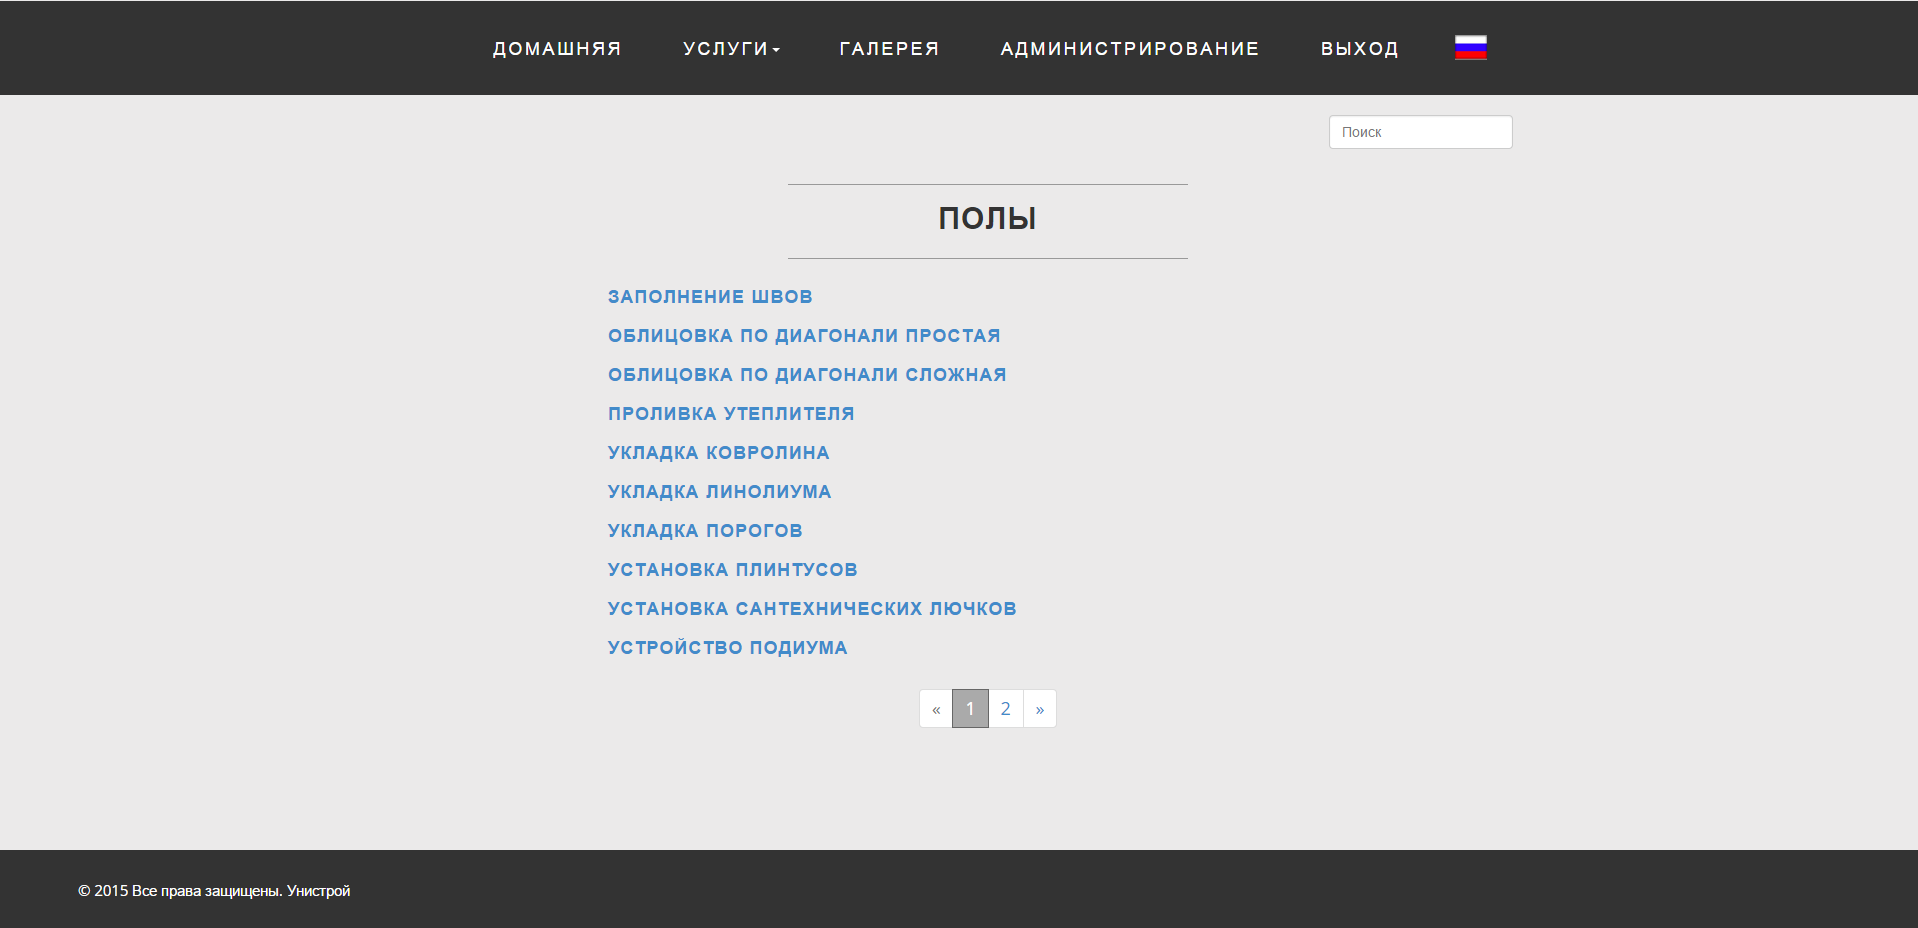 ДОМАШНЯЯ УСЛУГИ ГАЛЕРЕЯ АДМИНИСТРИРОВАНИЕ ВЫХОД
Поиск
ПОЛЫ
ЗАПОЛНЕНИЕ ШВОВ
ОБЛИЦОВКА ПО ДИАГОНАЛИ ПРОСТАЯ
ОБЛИЦОВКА ПО ДИАГОНАЛИ СЛОЖНАЯ
ПРОЛИВКА УТЕПЛИТЕЛЯ
УКЛАДКА КОВРОЛИНА
УКЛАДКА ЛИНОЛИУМА
УКЛАДКА ПОРОГОВ
УСТАНОВКА ПЛИНТУСОВ
УСТАНОВКА САНТЕХНИЧЕСКИХ ЛЮЧКОВ
УСТРОЙСТВО ПОДИУМА
« 1 2 »
© 2015 Все права защищены. Унистрой